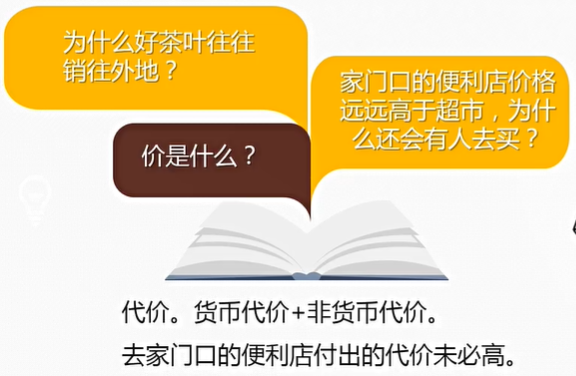 为什么好茶叶往往
销往外地？
家门口的便利店价格
远远高于超市，为什
么还会有人去买？
价是什么？
代价。货币代价+非货币代价。
去家门口的便利店付出的代价未必高。